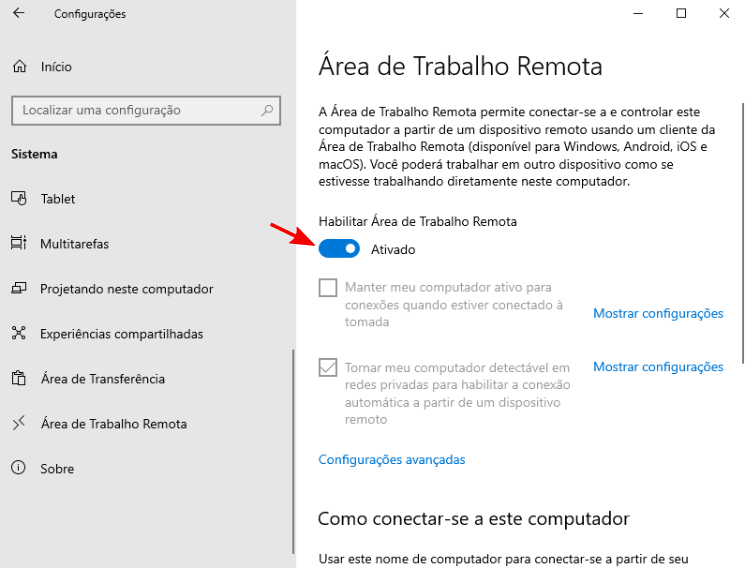 Configurações
Início
Localizar uma configuração
Sistema
Tablet
Multitarefas
Projetando neste computador
Experiências compartilhadas
Área de Transferência
Área de Trabalho Remota
Sobre
Área de Trabalho Remota
A Área de Trabalho Remota permite conectar-se a e controlar este
computador a partir de um dispositivo remoto usando um cliente da
Área de Trabalho Remota (disponível para Windows, Android, iOS e
macOS). Você poderá trabalhar em outro dispositivo como se
estivesse trabalhando diretamente neste computador.
Habilitar Área de Trabalho Remota
Ativado
Manter meu computador ativo para
conexões quando estiver conectado à
tomada
Mostrar configurações
Tornar meu computador detectável em
redes privadas para habilitar a conexão
automática a partir de um dispositivo
remoto
Mostrar configurações
Configurações avançadas
Como conectar-se a este computador
Usar este nome de computador para conectar-se a partir de seu